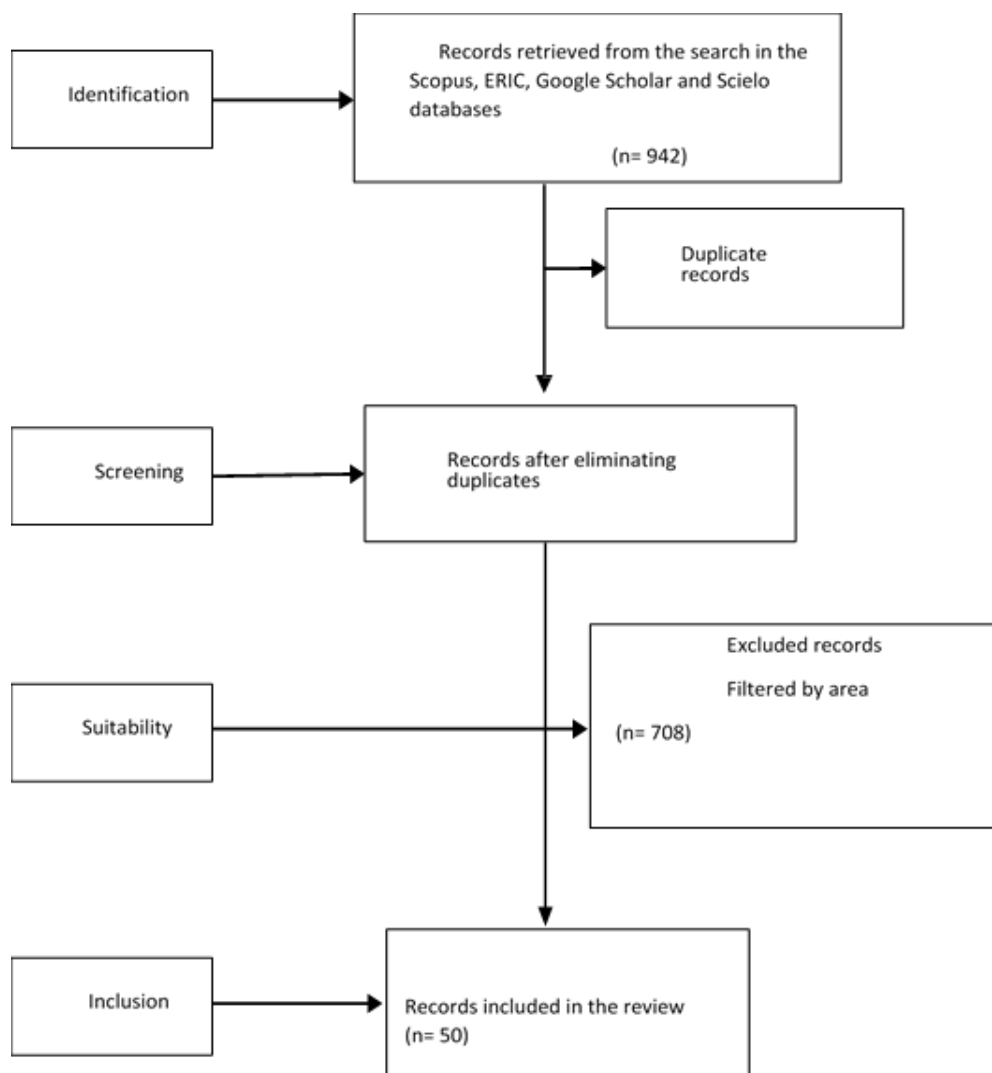 Identification
Records retrieved from the search in the
Scopus, ERIC, Google Scholar and Scielo
databases
(n= 942)
Duplicate
records
Screening
Records after eliminating
duplicates
Excluded records
Filtered by area
(n= 708)
Suitability
Inclusion
Records included in the review
(n= 50)